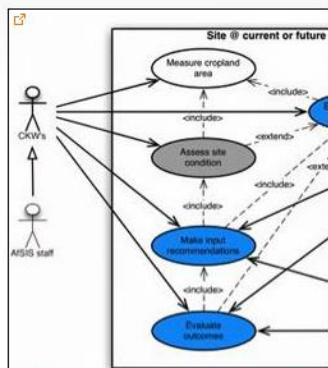 Site @ current or future
Measure cropland
area
<include>
CKW's
<include>
<extend>
Assess site
condition
<include>
<include>
AfSIS staff
Make input
recommendations
<include>
Evaluate
outcomes